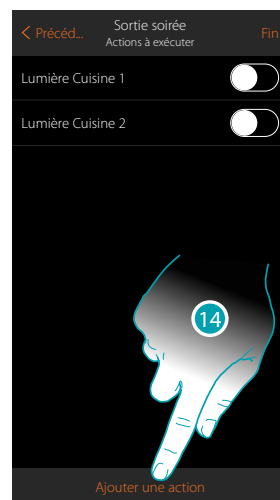 < Précéd... Sortie soirée Fin
Actions à exécuter
Lumière Cuisine 1
Lumière Cuisine 2
14
Ajouter une action